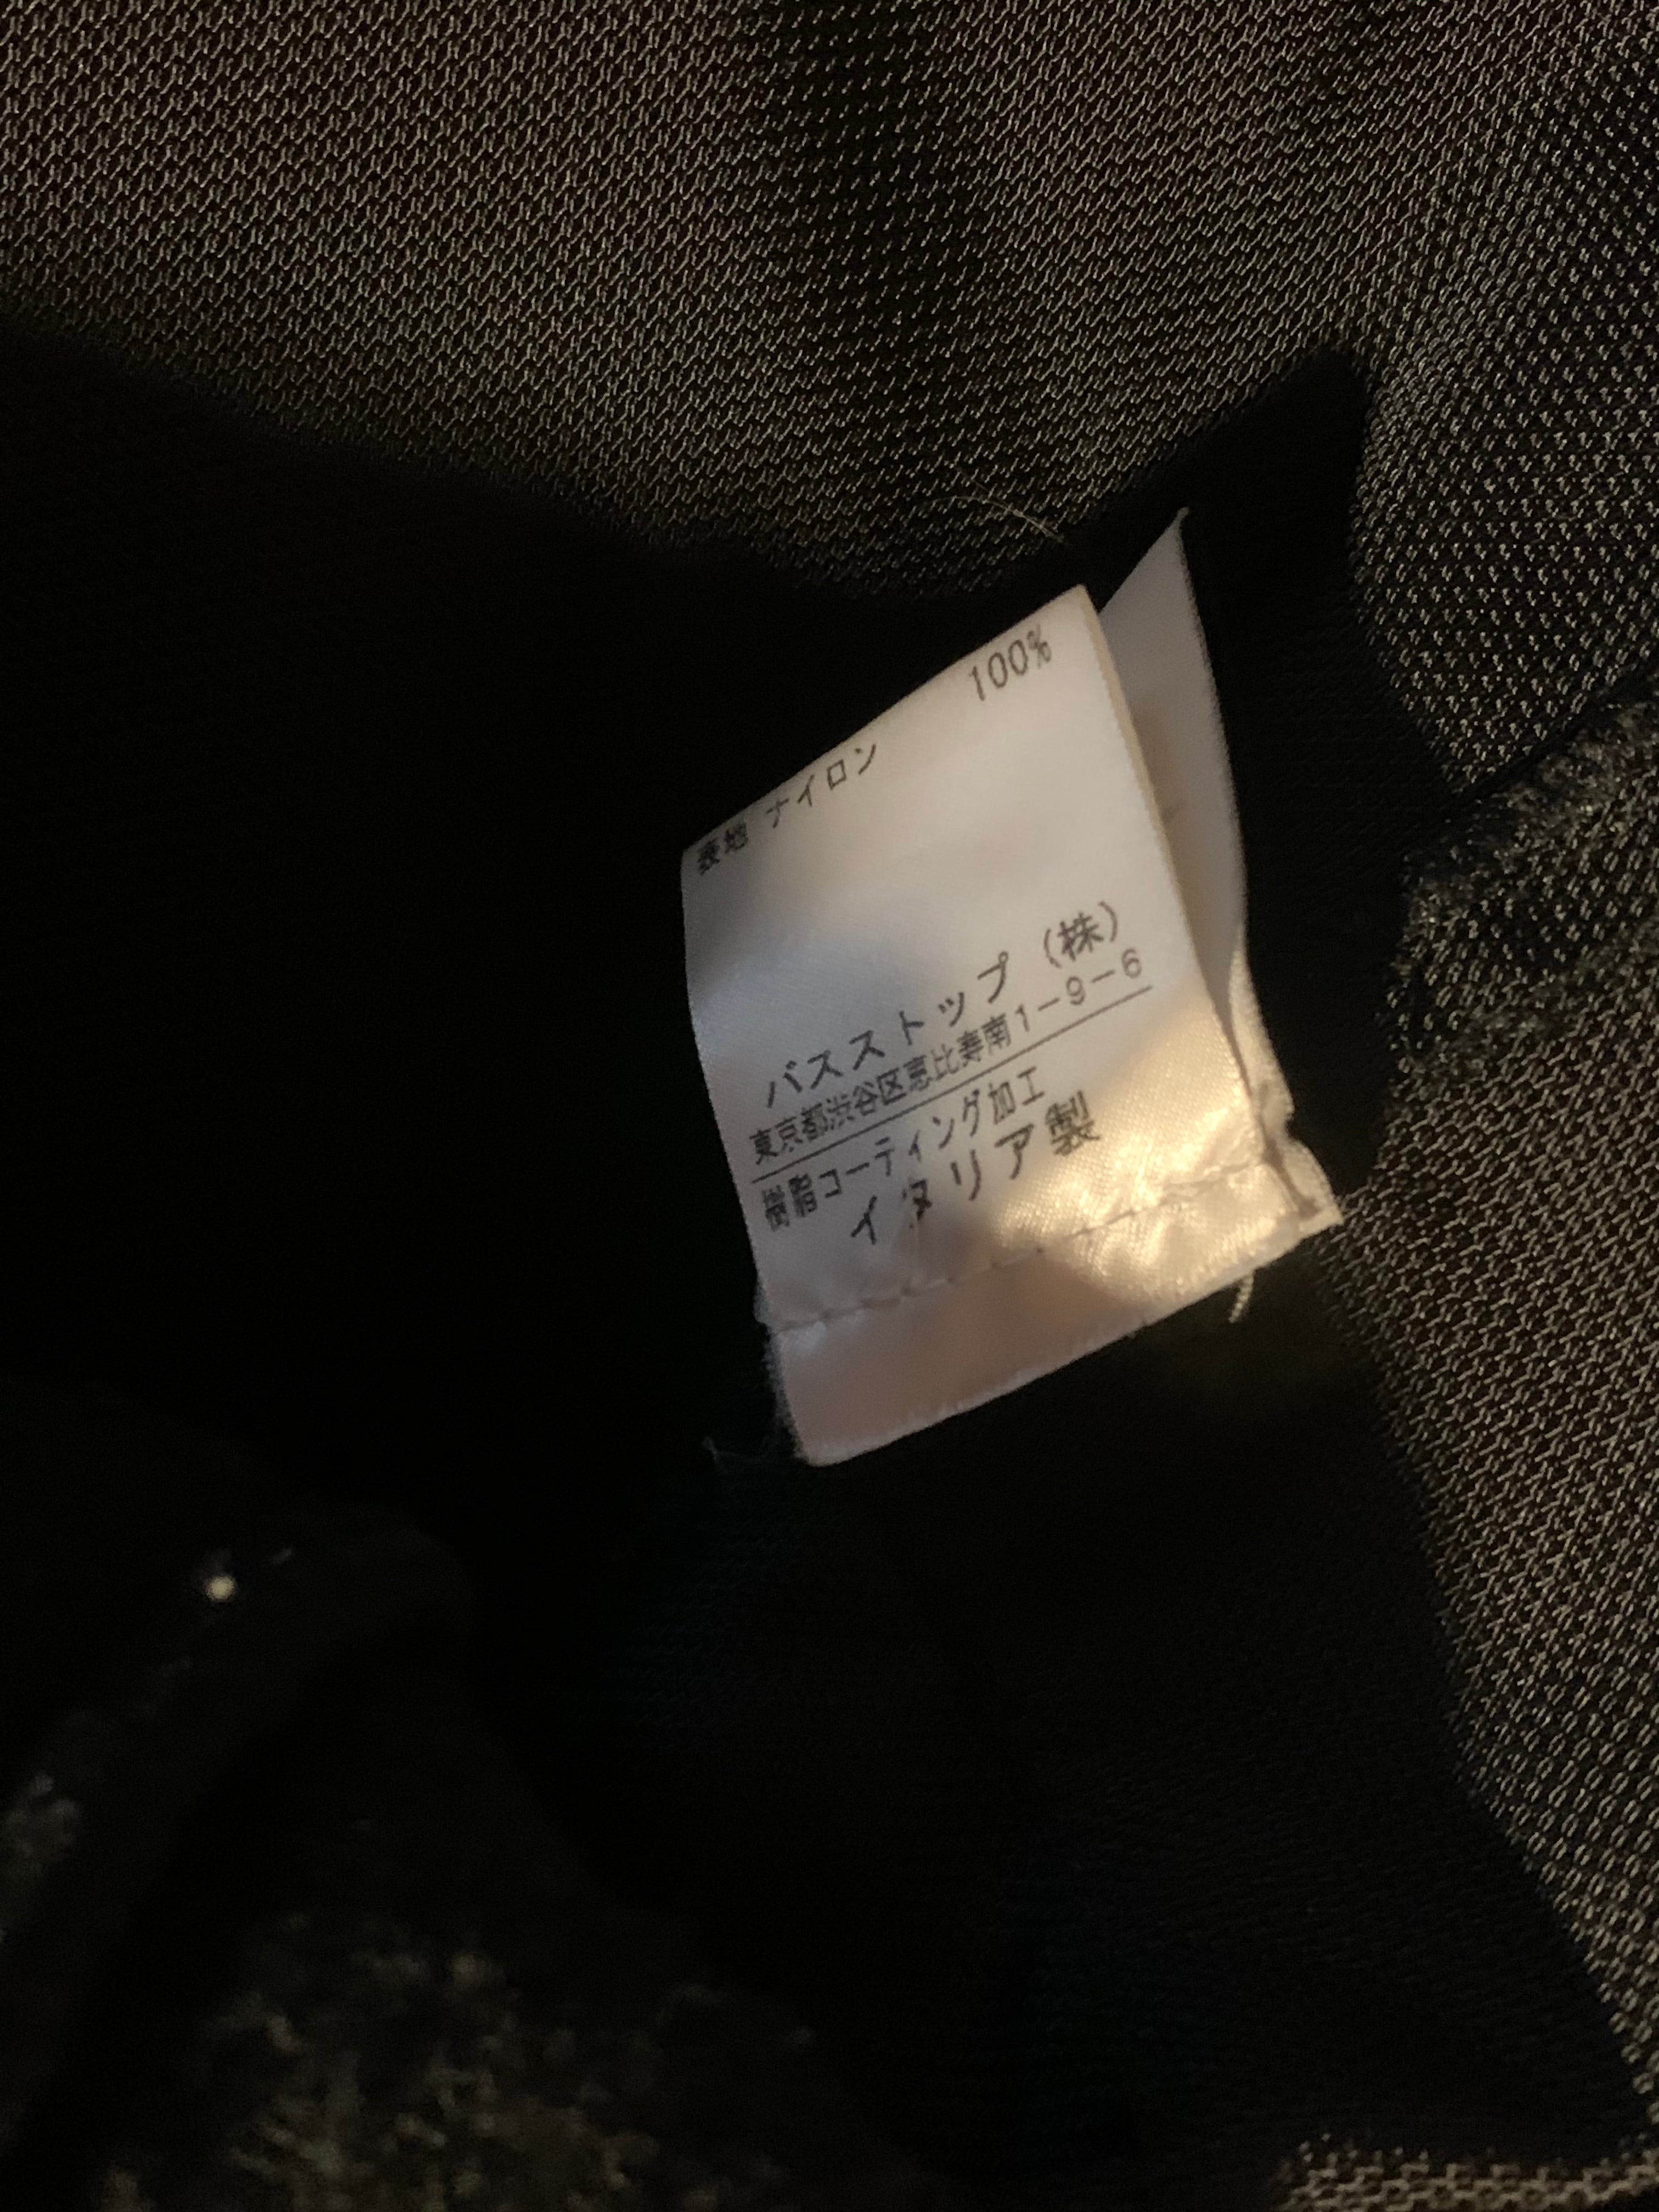 表地 ナイロン 100%
バスストップ (株)
東京都渋谷区恵比寿南1-9-6
樹脂コーティング加工
イタリア製